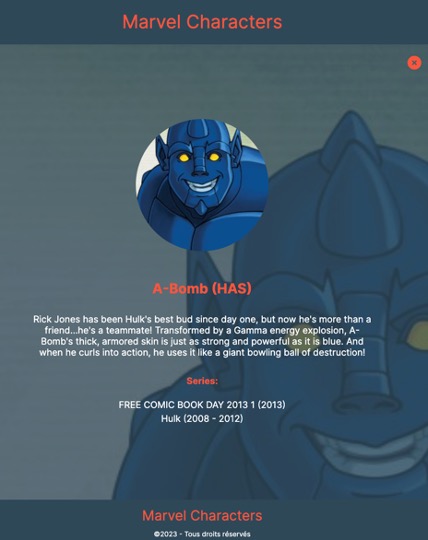 Marvel Characters
×
A-Bomb (HAS)
Rick Jones has been Hulk's best bud since day one, but now he's more than a
friend...he's a teammate! Transformed by a Gamma energy explosion, A-
Bomb's thick, armored skin is just as strong and powerful as it is blue. And
when he curls into action, he uses it like a giant bowling ball of destruction!
Series:
FREE COMIC BOOK DAY 2013 1 (2013)
Hulk (2008 - 2012)
Marvel Characters
©2023 - Tous droits réservés